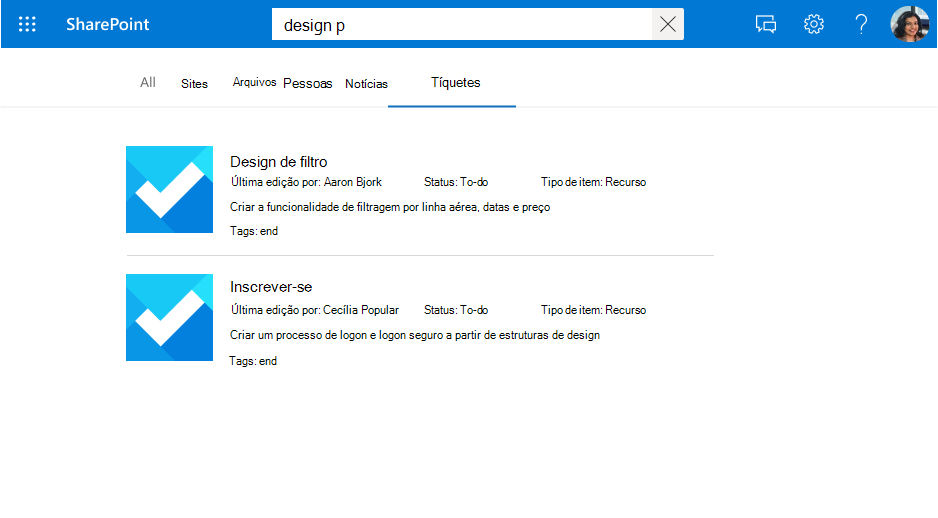 SharePoint design p
All Sites Arquivos Pessoas Notícias Tíquetes
Design de filtro
Última edição por: Aaron Bjork Status: To-do Tipo de item: Recurso
Criar a funcionalidade de filtragem por linha aérea, datas e preço
Tags: end
Inscrever-se
Última edição por: Cecília Popular Status: To-do Tipo de item: Recurso
Criar um processo de logon e logon seguro a partir de estruturas de design
Tags: end